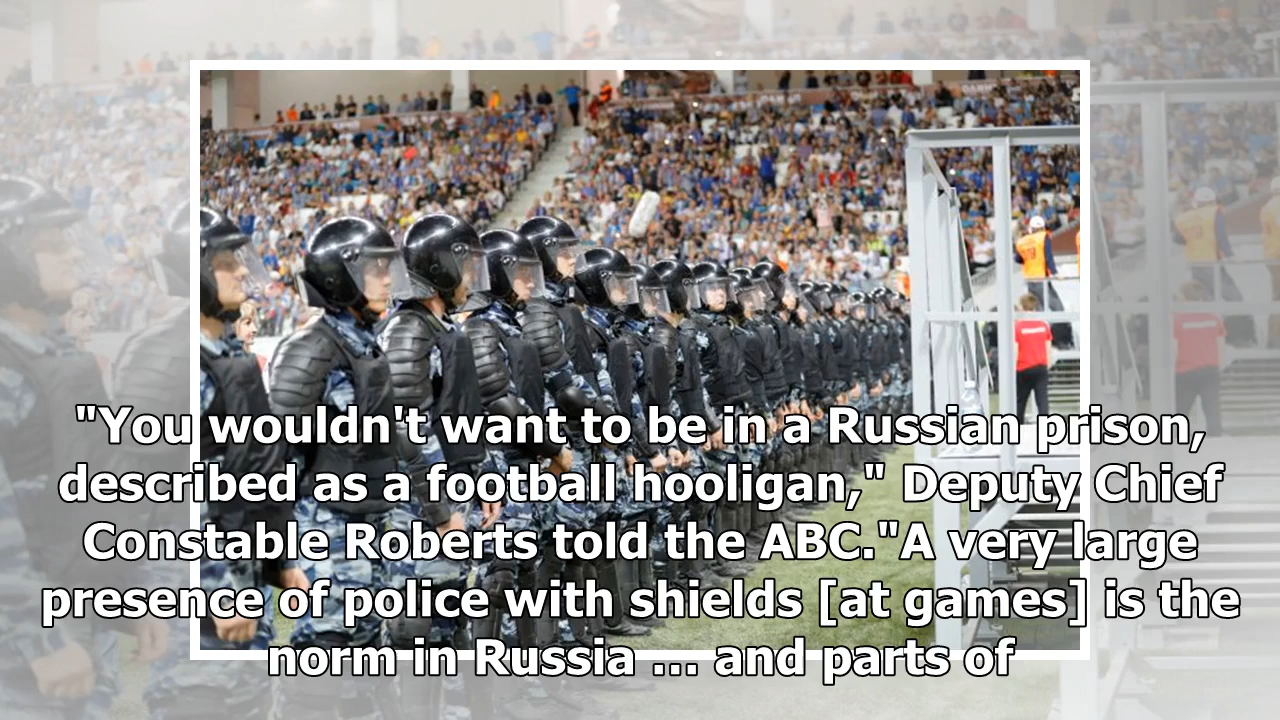 "You wouldn't want to be in a Russian prison,
described as a football hooligan," Deputy Chief
Constable Roberts told the ABC."A very large
presence of police with shields [at games] is the
norm in Russia ... and parts of